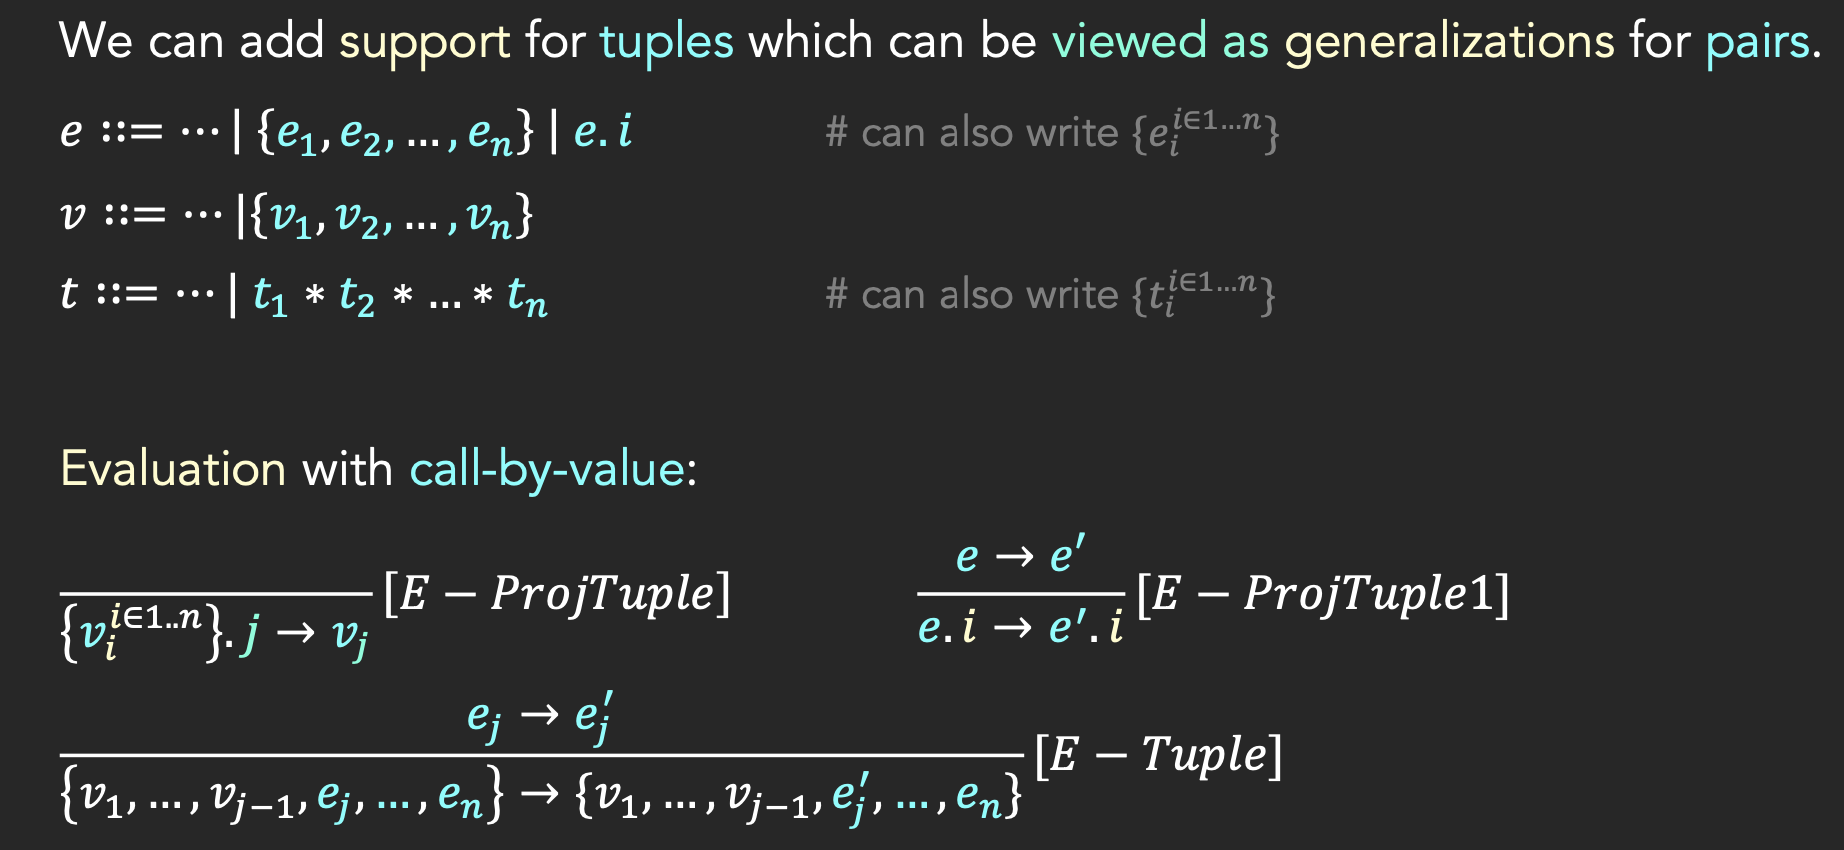 We can add support for tuples which can be viewed as generalizations for pairs.
e ::= ⋯ | {e₁, e₂, …, eₙ} | e. i # can also write {eᵢ^{i∈1…n}}
v ::= ⋯ |{v₁, v₂, …, vₙ}
t ::= ⋯ | t₁ ∗ t₂ ∗ … ∗ tₙ # can also write {tᵢ^{i∈1…n}}
Evaluation with call-by-value:
{vᵢ^{i∈1..n}}. j → vⱼ [E − ProjTuple]
e → e′
e. i → e′. i [E − ProjTuple1]
eⱼ → eⱼ′
{v₁, …, vⱼ₋₁, eⱼ, …, eₙ} → {v₁, …, vⱼ₋₁, eⱼ′, …, eₙ} [E − Tuple]